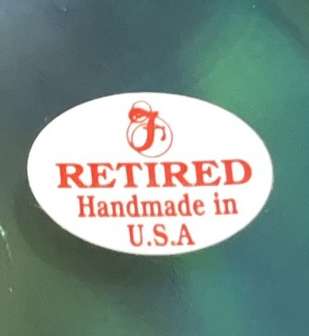 F
RETIRED
Handmade in
U.S.A